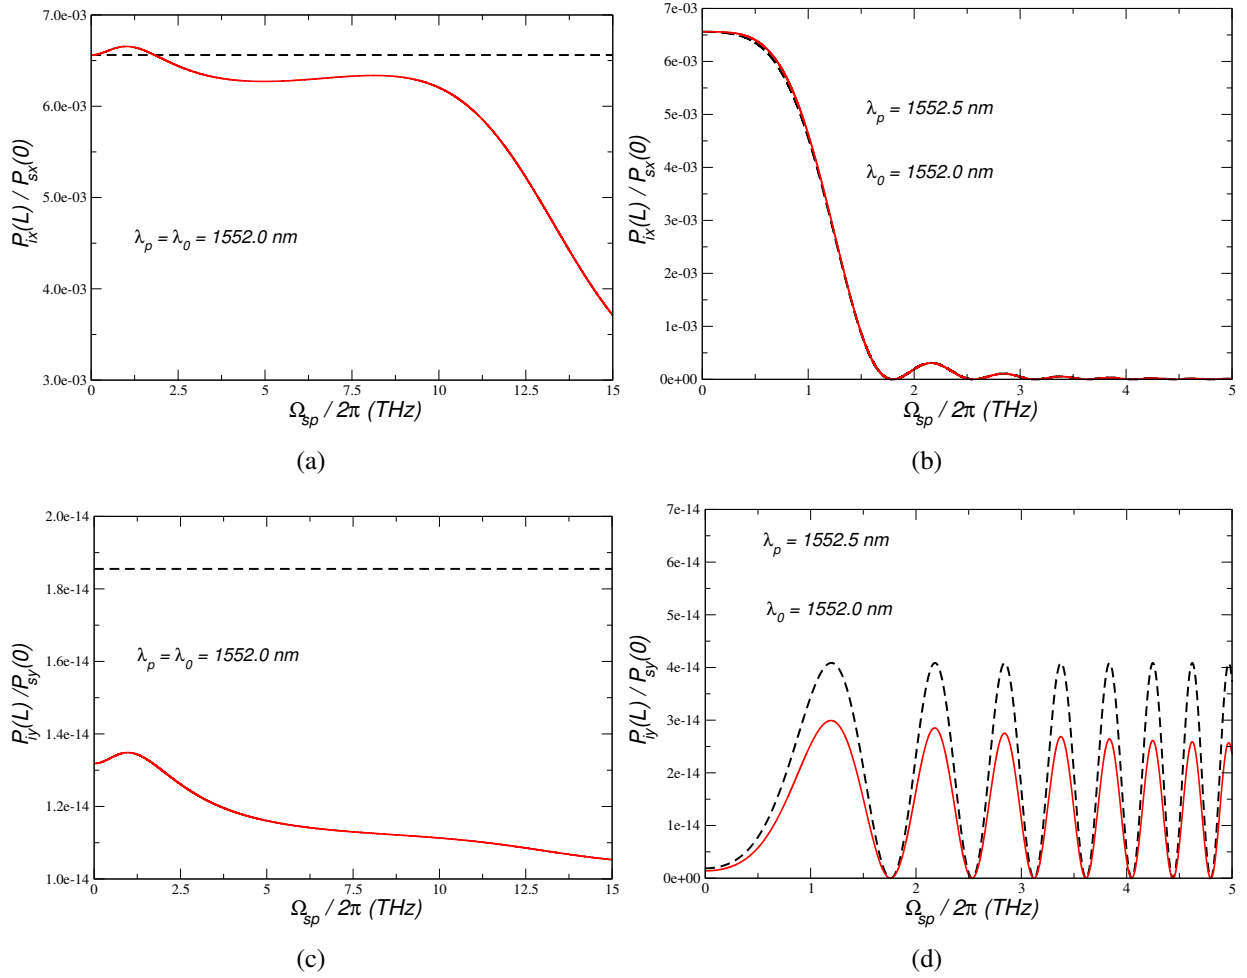 7.0e-03
6.0e-03
5.0e-03
4.0e-03
3.0e-03
P_ix(L) / P_sx(0)
λ_p = λ_0 = 1552.0 nm
0 2.5 5 7.5 10 12.5 15
Ω_sp / 2π (THz)
(a)
7e-03
6e-03
5e-03
4e-03
3e-03
2e-03
1e-03
0e+00
P_ix(L) / P_sx(0)
λ_p = 1552.5 nm
λ_0 = 1552.0 nm
0 1 2 3 4 5
Ω_sp / 2π (THz)
(b)
2.0e-14
1.8e-14
1.6e-14
1.4e-14
1.2e-14
1.0e-14
P_iy(L) /P_sy(0)
λ_p = λ_0 = 1552.0 nm
0 2.5 5 7.5 10 12.5 15
Ω_sp / 2π (THz)
(c)
7e-14
6e-14
5e-14
4e-14
3e-14
2e-14
1e-14
0e+00
P_iy(L) / P_sy(0)
λ_p = 1552.5 nm
λ_0 = 1552.0 nm
0 1 2 3 4 5
Ω_sp / 2π (THz)
(d)